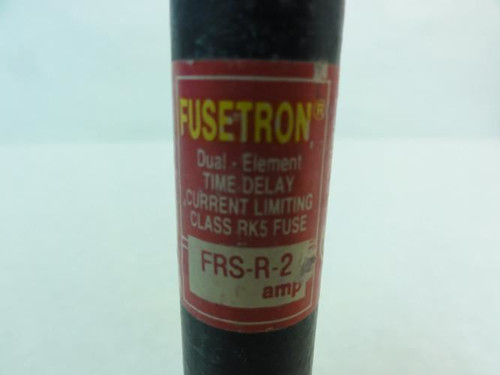 FUSETRON®
Dual - Element
TIME DELAY
CURRENT LIMITING
CLASS RK5 FUSE
FRS-R-2
amp